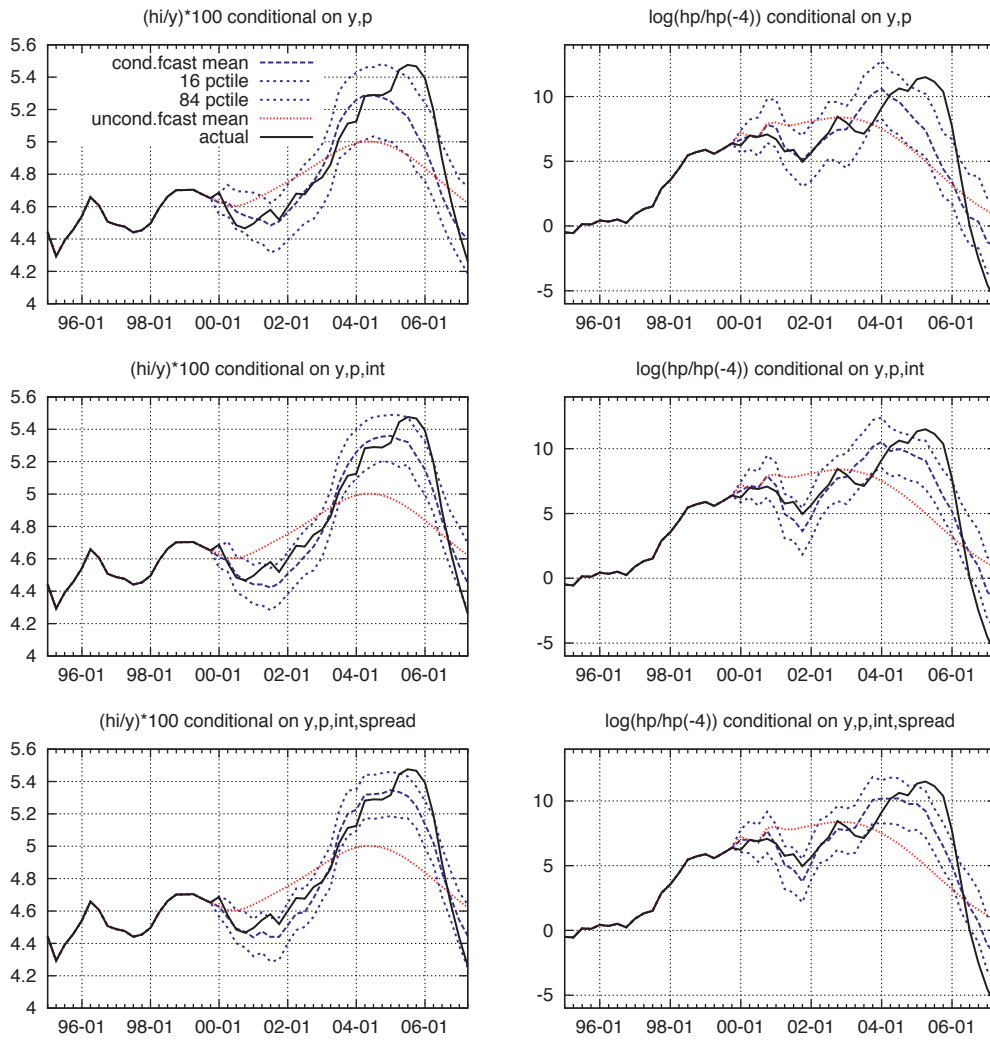 (hi/y)*100 conditional on y,p
5.6
5.4
5.2
5
4.8
4.6
4.4
4.2
4
cond.fcast mean
16 pctile
84 pctile
uncond.fcast mean
actual
96-01 98-01 00-01 02-01 04-01 06-01
log(hp/hp(-4)) conditional on y,p
10
5
0
-5
96-01 98-01 00-01 02-01 04-01 06-01
(hi/y)*100 conditional on y,p,int
5.6
5.4
5.2
5
4.8
4.6
4.4
4.2
4
96-01 98-01 00-01 02-01 04-01 06-01
log(hp/hp(-4)) conditional on y,p,int
10
5
0
-5
96-01 98-01 00-01 02-01 04-01 06-01
(hi/y)*100 conditional on y,p,int,spread
5.6
5.4
5.2
5
4.8
4.6
4.4
4.2
4
96-01 98-01 00-01 02-01 04-01 06-01
log(hp/hp(-4)) conditional on y,p,int,spread
10
5
0
-5
96-01 98-01 00-01 02-01 04-01 06-01